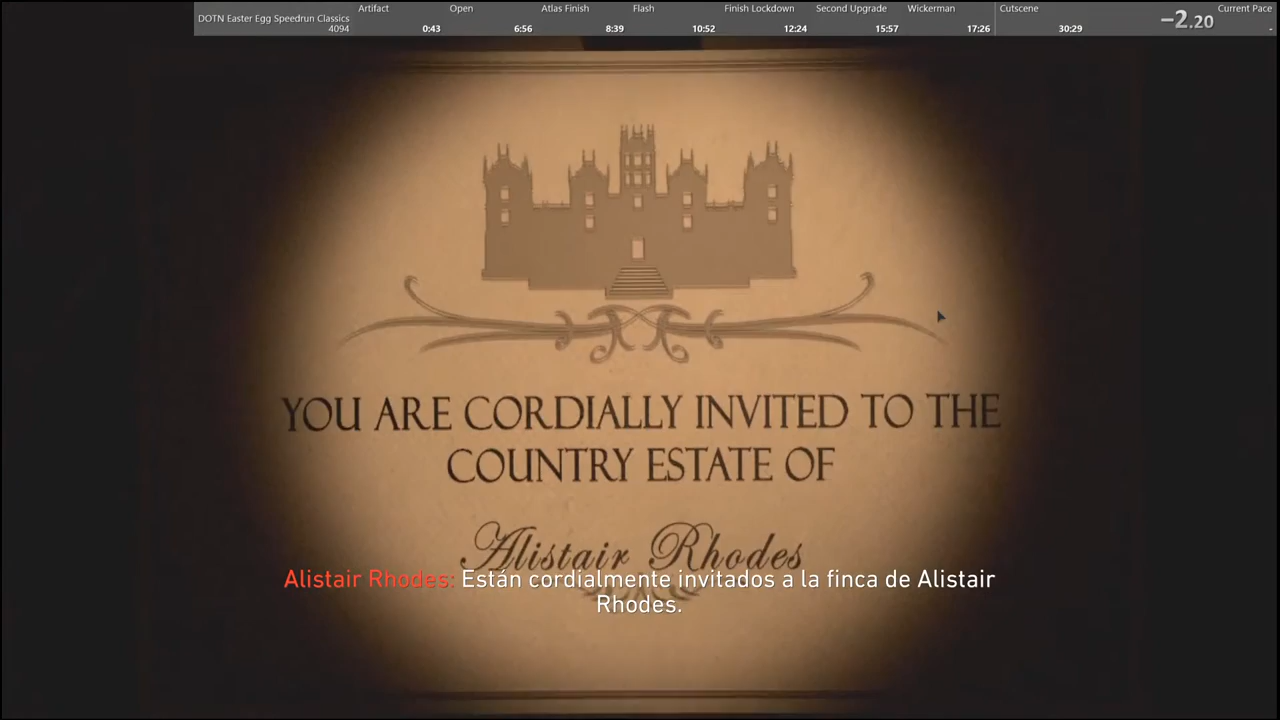 Artifact Open Atlas Finish Flash Finish Lockdown Second Upgrade Wickerman Cutscene Current Pace
DOTN Easter Egg Speedrun Classics
4094 0:43 6:56 8:39 10:52 12:24 15:57 17:26 30:29 −2.20 -
YOU ARE CORDIALLY INVITED TO THE
COUNTRY ESTATE OF
Alistair Rhodes
Alistair Rhodes: Están cordialmente invitados a la finca de Alistair
Rhodes.